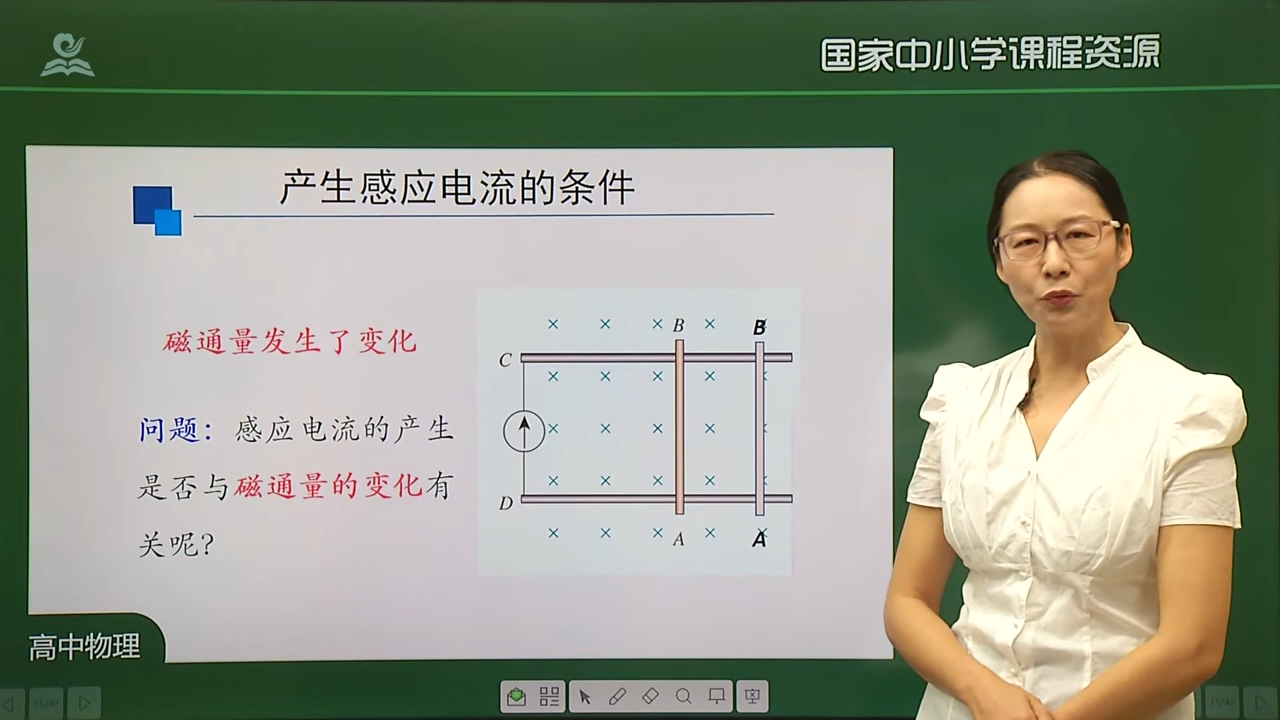 国家中小学课程资源
产生感应电流的条件
磁通量发生了变化
问题：感应电流的产生
是否与磁通量的变化有
关呢？
B
B
C
D
A
A
高中物理